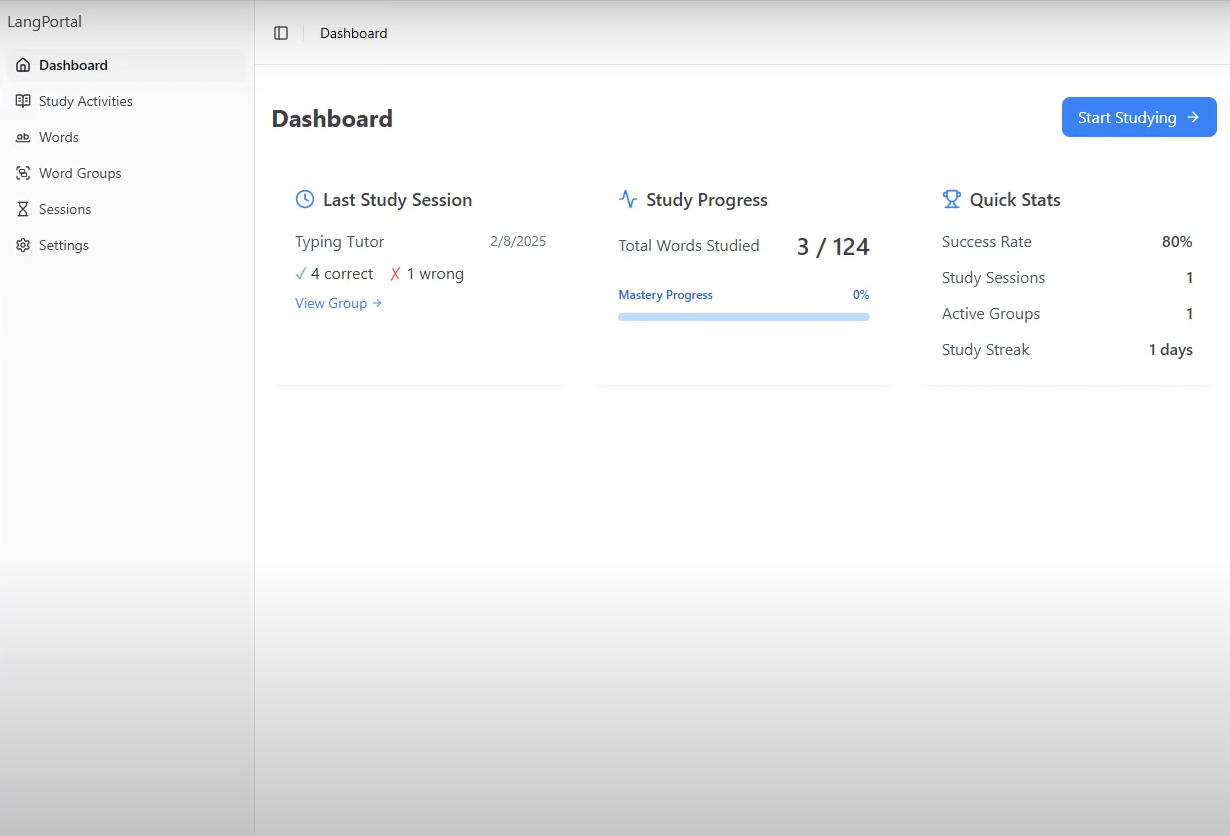 LangPortal
Dashboard
Study Activities
Words
Word Groups
Sessions
Settings
Dashboard
Dashboard
Start Studying →
Last Study Session
Typing Tutor 2/8/2025
✓ 4 correct ✗ 1 wrong
View Group →
Study Progress
Total Words Studied 3 / 124
Mastery Progress 0%
Quick Stats
Success Rate 80%
Study Sessions 1
Active Groups 1
Study Streak 1 days